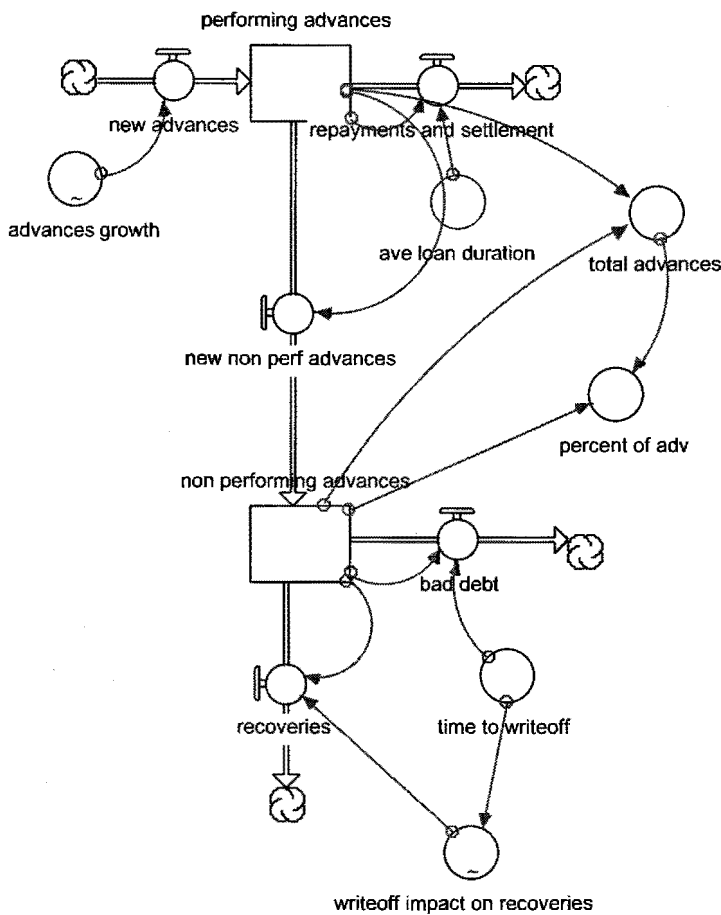 performing advances
new advances
repayments and settlement
advances growth
ave loan duration
total advances
new non perf advances
percent of adv
non performing advances
bad debt
recoveries
time to writeoff
writeoff impact on recoveries
~
~